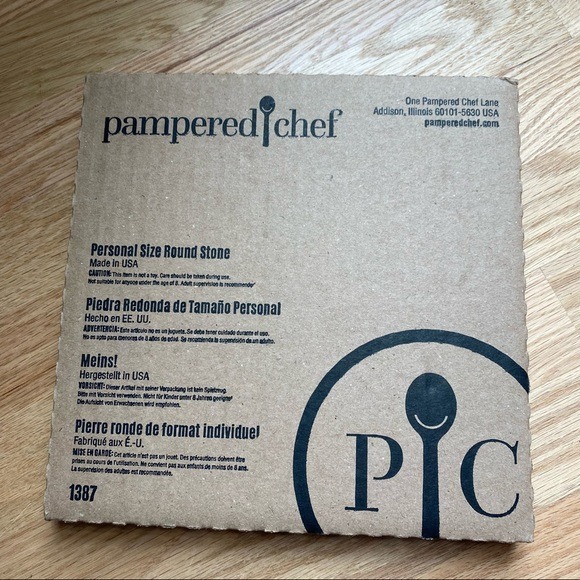 pampered chef
One Pampered Chef Lane
Addison, Illinois 60101-5630 USA
pamperedchef.com
Personal Size Round Stone
Made in USA
CAUTION: This item is not a toy. Care should be taken during use.
Not suitable for anyone under the age of 8. Adult supervision is recommended.
Piedra Redonda de Tamaño Personal
Hecho en EE. UU.
ADVERTENCIA: Este artículo no es un juguete. Se debe tener cuidado durante el uso.
No es apto para menores de 8 años de edad. Se recomienda la supervisión de un adulto.
Meins!
Hergestellt in USA
VORSICHT: Dieser Artikel mit seiner Verpackung ist kein Spielzeug.
Bitte mit Vorsicht verwenden. Nicht für Kinder unter 8 Jahren geeignet.
Die Aufsicht von Erwachsenen wird empfohlen.
Pierre ronde de format individuel
Fabriqué aux É.-U.
MISE EN GARDE: Cet article n'est pas un jouet. Des précautions doivent être
prises au cours de l'utilisation. Ne convient pas aux enfants de moins de 8 ans.
La supervision des adultes est recommandée.
1387
P C